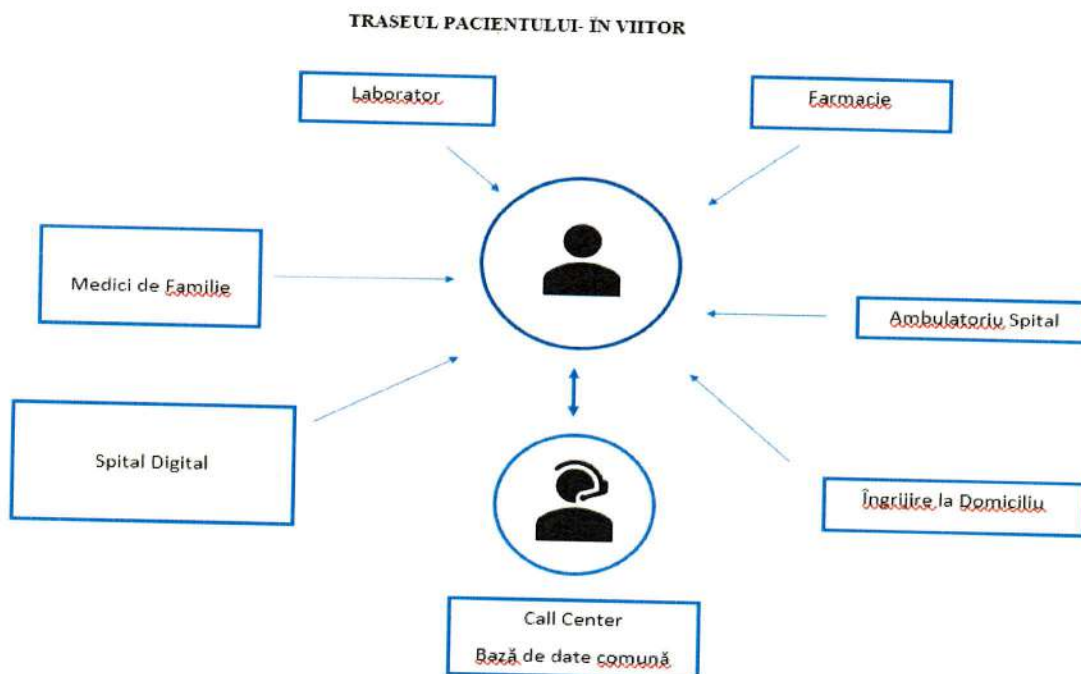 TRASEUL PACIENTULUI- ÎN VIITOR
Laborator
Farmacie
Medici de Familie
Ambulatoriu Spital
Spital Digital
Îngrijire la Domiciliu
Call Center
Bază de date comună